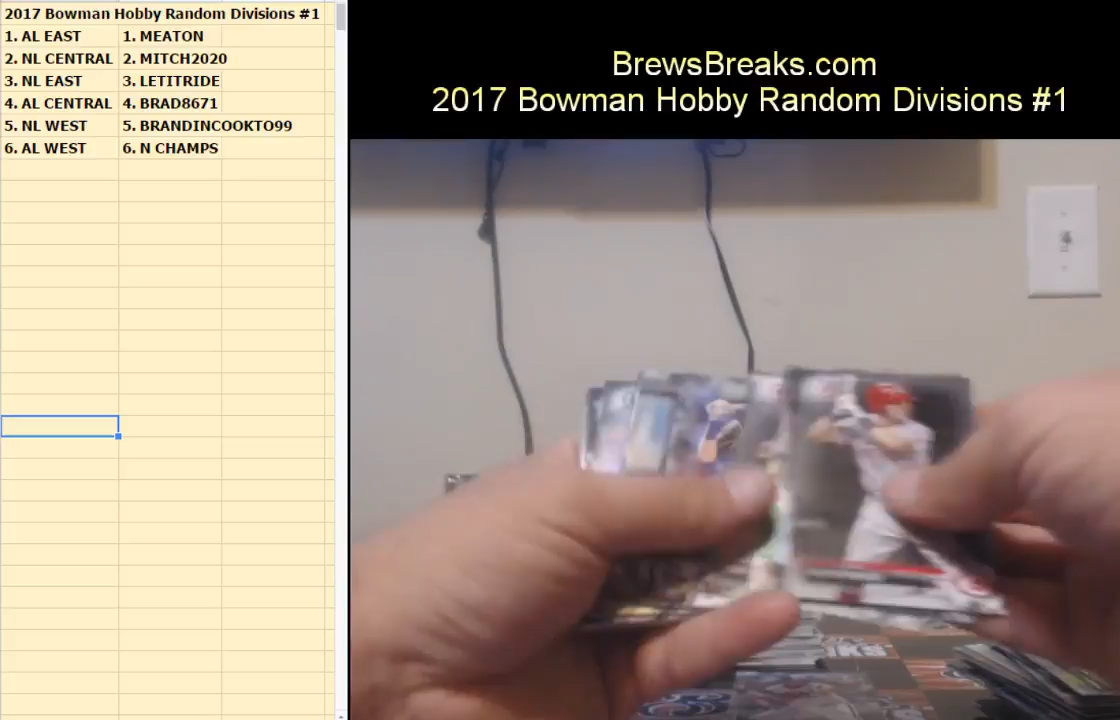 2017 Bowman Hobby Random Divisions #1
1. AL EAST 1. MEATON
2. NL CENTRAL 2. MITCH2020
3. NL EAST 3. LETITRIDE
4. AL CENTRAL 4. BRAD8671
5. NL WEST 5. BRANDINCOOKTO99
6. AL WEST 6. N CHAMPS
BrewsBreaks.com
2017 Bowman Hobby Random Divisions #1